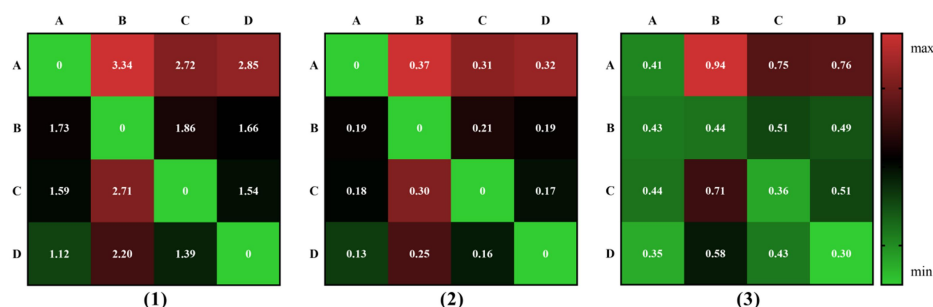 A B C D A B C D A B C D
A 0 3.34 2.72 2.85 A 0 0.37 0.31 0.32 A 0.41 0.94 0.75 0.76 max
B 1.73 0 1.86 1.66 B 0.19 0 0.21 0.19 B 0.43 0.44 0.51 0.49
C 1.59 2.71 0 1.54 C 0.18 0.30 0 0.17 C 0.44 0.71 0.36 0.51
D 1.12 2.20 1.39 0 D 0.13 0.25 0.16 0 D 0.35 0.58 0.43 0.30 min
(1) (2) (3)